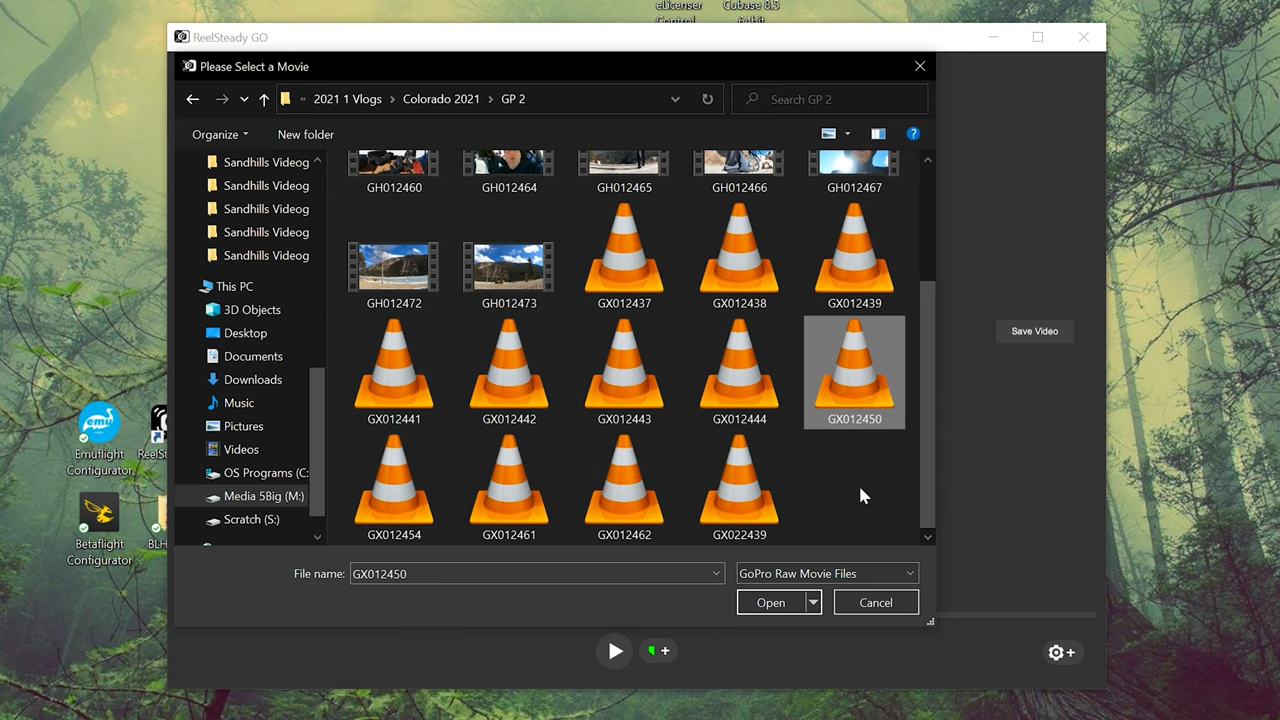 eLicenser
Control
Cubase 8.5
64bit
ReelSteady GO
Please Select a Movie
« 2021 1 Vlogs > Colorado 2021 > GP 2
Search GP 2
Organize
New folder
?
Sandhills Videog
Sandhills Videog
Sandhills Videog
Sandhills Videog
Sandhills Videog
This PC
3D Objects
Desktop
Documents
Downloads
Music
Pictures
Videos
OS Programs (C:
Media 5Big (M:)
Scratch (S:)
GH012460
GH012464
GH012465
GH012466
GH012467
GH012472
GH012473
GX012437
GX012438
GX012439
GX012441
GX012442
GX012443
GX012444
GX012450
GX012454
GX012461
GX012462
GX022439
File name:
GX012450
GoPro Raw Movie Files
Open
Cancel
Save Video
emu
Emuflight
Configurator
ReelSt
Betaflight
Configurator
BLH